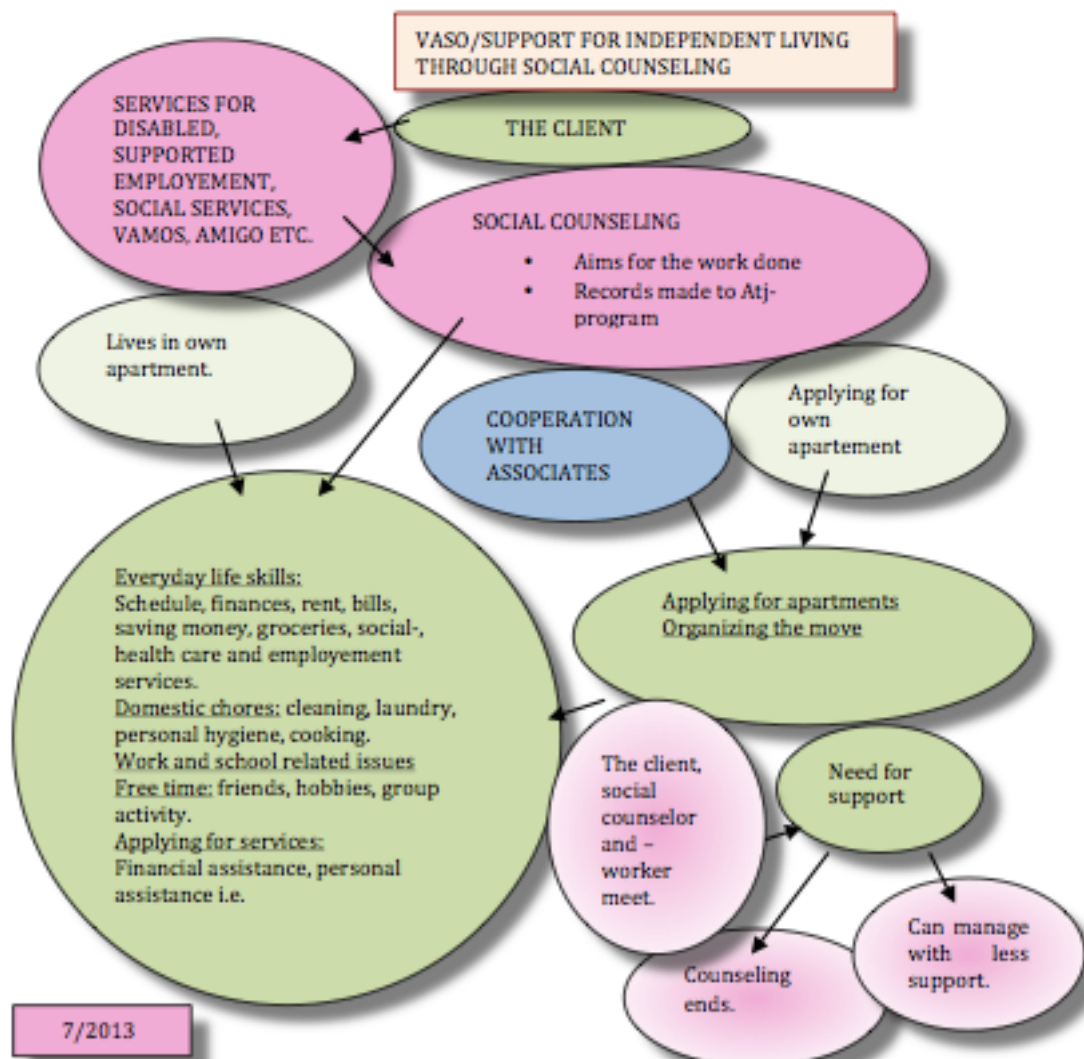 VASO/SUPPORT FOR INDEPENDENT LIVING
THROUGH SOCIAL COUNSELING
THE CLIENT
SERVICES FOR
DISABLED,
SUPPORTED
EMPLOYEMENT,
SOCIAL SERVICES,
VAMOS, AMIGO ETC.
SOCIAL COUNSELING
• Aims for the work done
• Records made to Atj-
program
Lives in own
apartment.
COOPERATION
WITH
ASSOCIATES
Applying for
own
apartement
Everyday life skills:
Schedule, finances, rent, bills,
saving money, groceries, social-,
health care and employement
services.
Domestic chores: cleaning, laundry,
personal hygiene, cooking.
Work and school related issues
Free time: friends, hobbies, group
activity.
Applying for services:
Financial assistance, personal
assistance i.e.
Applying for apartments
Organizing the move
The client,
social
counselor
and –
worker
meet.
Need for
support
Can manage
with less
support.
Counseling
ends.
7/2013